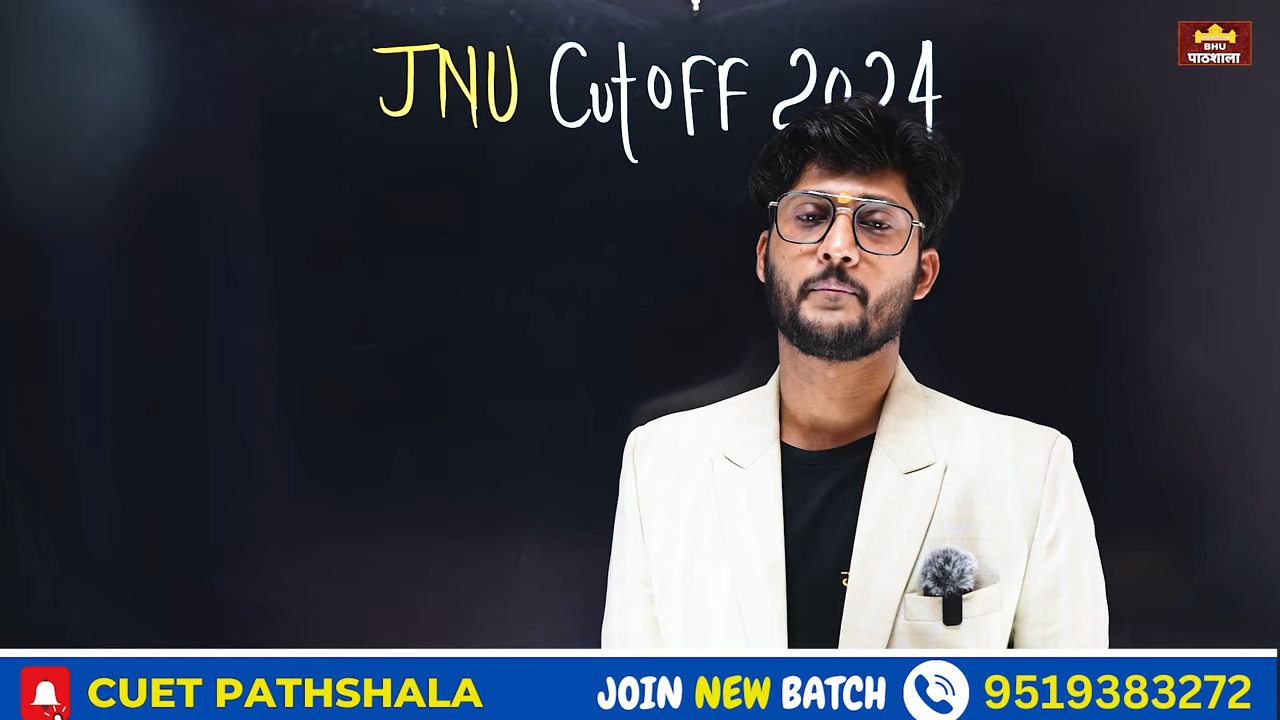 JNU CutOFF 2024
BHU
पाठशाला
CUET PATHSHALA
JOIN NEW BATCH
9519383272